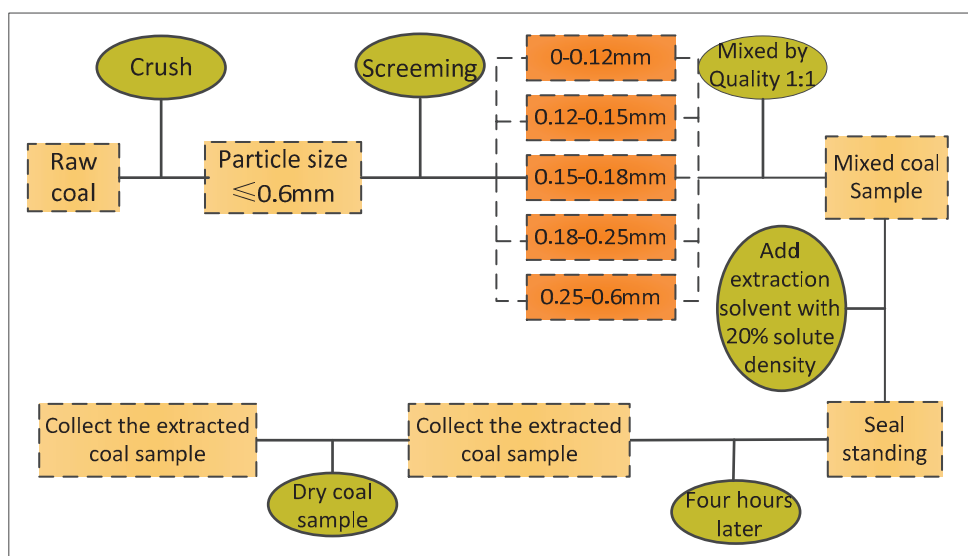 Crush
Screeming
0-0.12mm
Mixed by
Quality 1:1
0.12-0.15mm
Raw
coal
Particle size
≤0.6mm
0.15-0.18mm
Mixed coal
Sample
0.18-0.25mm
0.25-0.6mm
Add
extraction
solvent with
20% solute
density
Collect the extracted
coal sample
Collect the extracted
coal sample
Seal
standing
Dry coal
sample
Four hours
later